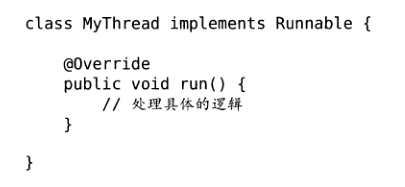 class MyThread implements Runnable {
@Override
public void run() {
// 处理具体的逻辑
}
}